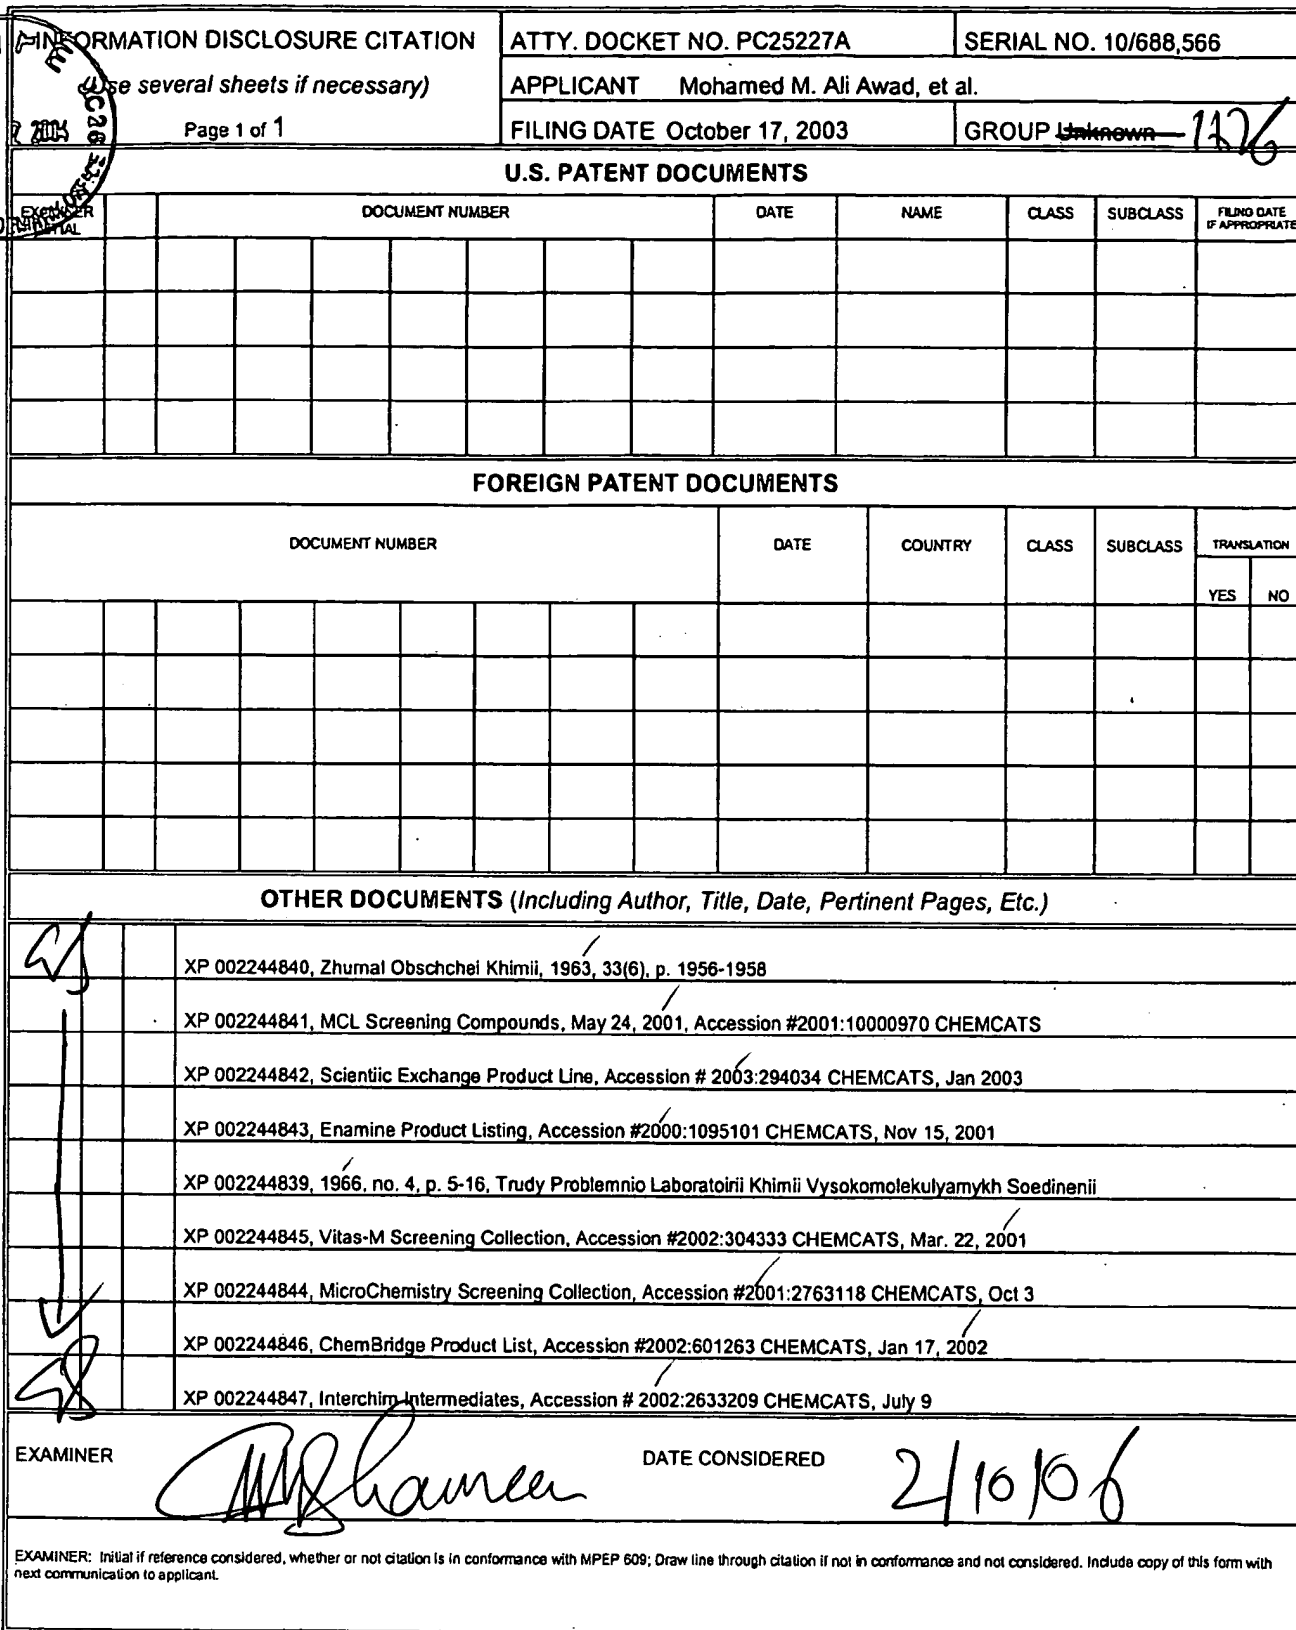 INFORMATION DISCLOSURE CITATION
(Use several sheets if necessary)
Page 1 of 1
ATTY. DOCKET NO. PC25227A
SERIAL NO. 10/688,566
APPLICANT Mohamed M. Ali Awad, et al.
FILING DATE October 17, 2003
GROUP Unknown
U.S. PATENT DOCUMENTS
DOCUMENT NUMBER DATE NAME CLASS SUBCLASS FILING DATE
IF APPROPRIATE
FOREIGN PATENT DOCUMENTS
DOCUMENT NUMBER DATE COUNTRY CLASS SUBCLASS TRANSLATION
YES NO
OTHER DOCUMENTS (Including Author, Title, Date, Pertinent Pages, Etc.)
XP 002244840, Zhurnal Obschchei Khimii, 1963, 33(6), p. 1956-1958
XP 002244841, MCL Screening Compounds, May 24, 2001, Accession #2001:10000970 CHEMCATS
XP 002244842, Scientiic Exchange Product Line, Accession # 2003:294034 CHEMCATS, Jan 2003
XP 002244843, Enamine Product Listing, Accession #2000:1095101 CHEMCATS, Nov 15, 2001
XP 002244839, 1966, no. 4, p. 5-16, Trudy Problemnio Laboratoirii Khimii Vysokomolekulyarnykh Soedinenii
XP 002244845, Vitas-M Screening Collection, Accession #2002:304333 CHEMCATS, Mar. 22, 2001
XP 002244844, MicroChemistry Screening Collection, Accession #2001:2763118 CHEMCATS, Oct 3
XP 002244846, ChemBridge Product List, Accession #2002:601263 CHEMCATS, Jan 17, 2002
XP 002244847, Interchim Intermediates, Accession # 2002:2633209 CHEMCATS, July 9
EXAMINER
DATE CONSIDERED 2/10/06
EXAMINER: Initial if reference considered, whether or not citation is in conformance with MPEP 609; Draw line through citation if not in conformance and not considered. Include copy of this form with
next communication to applicant.